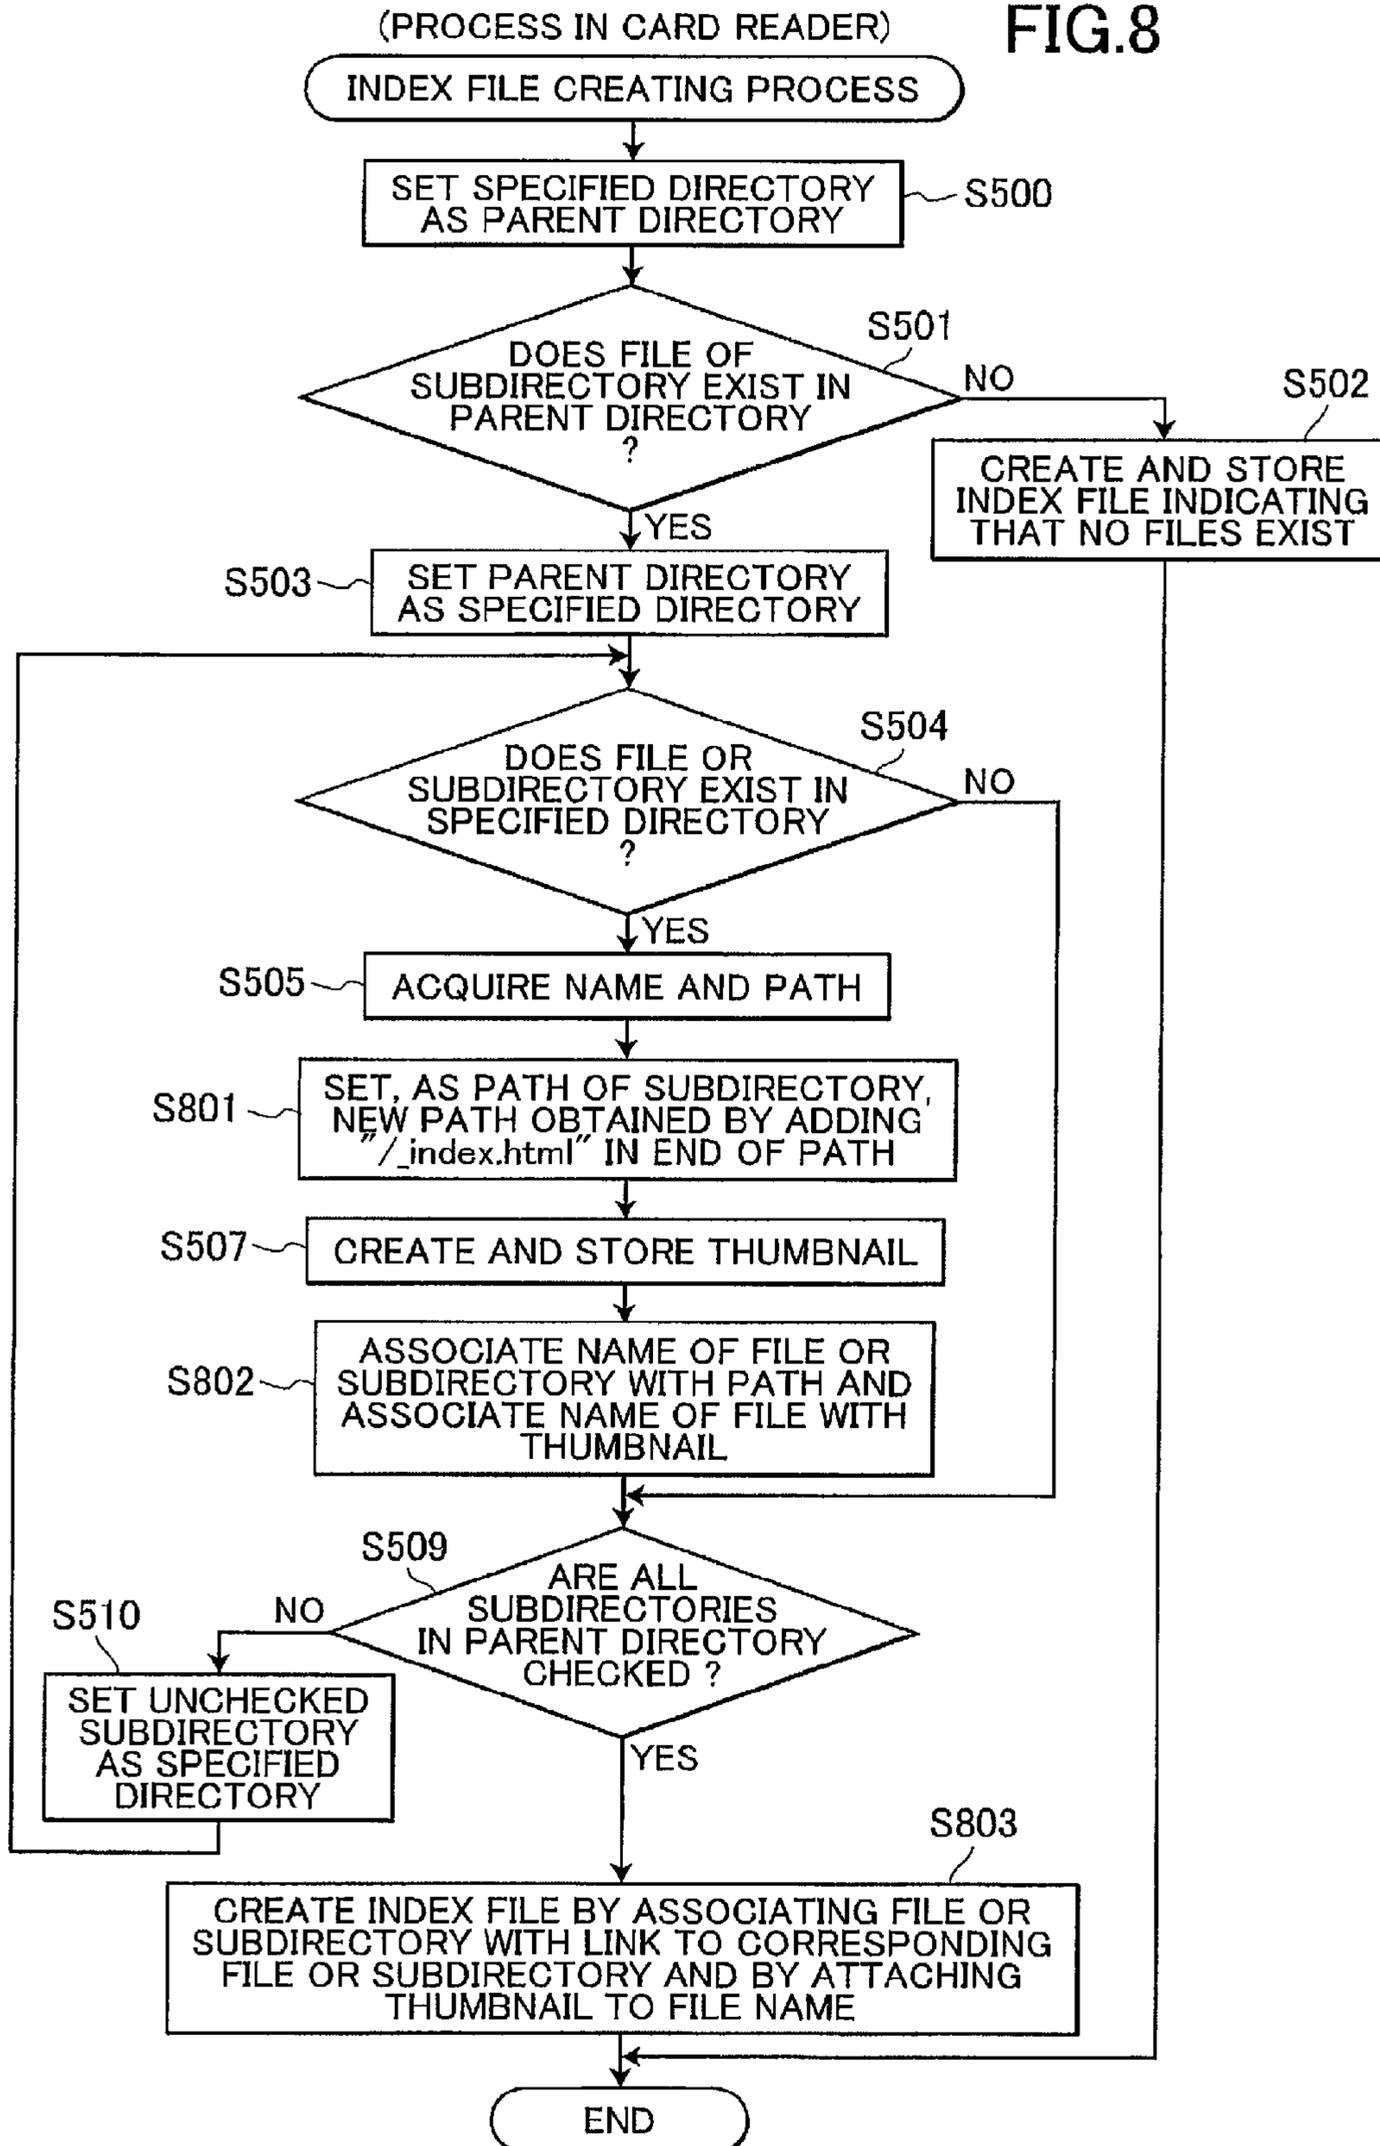 (PROCESS IN CARD READER)
FIG.8
INDEX FILE CREATING PROCESS
SET SPECIFIED DIRECTORY
AS PARENT DIRECTORY
S500
DOES FILE OF
SUBDIRECTORY EXIST IN
PARENT DIRECTORY
?
S501
NO
S502
CREATE AND STORE
INDEX FILE INDICATING
THAT NO FILES EXIST
YES
S503
SET PARENT DIRECTORY
AS SPECIFIED DIRECTORY
S504
DOES FILE OR
SUBDIRECTORY EXIST IN
SPECIFIED DIRECTORY
?
NO
YES
S505
ACQUIRE NAME AND PATH
S801
SET, AS PATH OF SUBDIRECTORY,
NEW PATH OBTAINED BY ADDING
"/_index.html" IN END OF PATH
S507
CREATE AND STORE THUMBNAIL
S802
ASSOCIATE NAME OF FILE OR
SUBDIRECTORY WITH PATH AND
ASSOCIATE NAME OF FILE WITH
THUMBNAIL
S509
ARE ALL
SUBDIRECTORIES
IN PARENT DIRECTORY
CHECKED ?
NO
S510
SET UNCHECKED
SUBDIRECTORY
AS SPECIFIED
DIRECTORY
YES
S803
CREATE INDEX FILE BY ASSOCIATING FILE OR
SUBDIRECTORY WITH LINK TO CORRESPONDING
FILE OR SUBDIRECTORY AND BY ATTACHING
THUMBNAIL TO FILE NAME
END